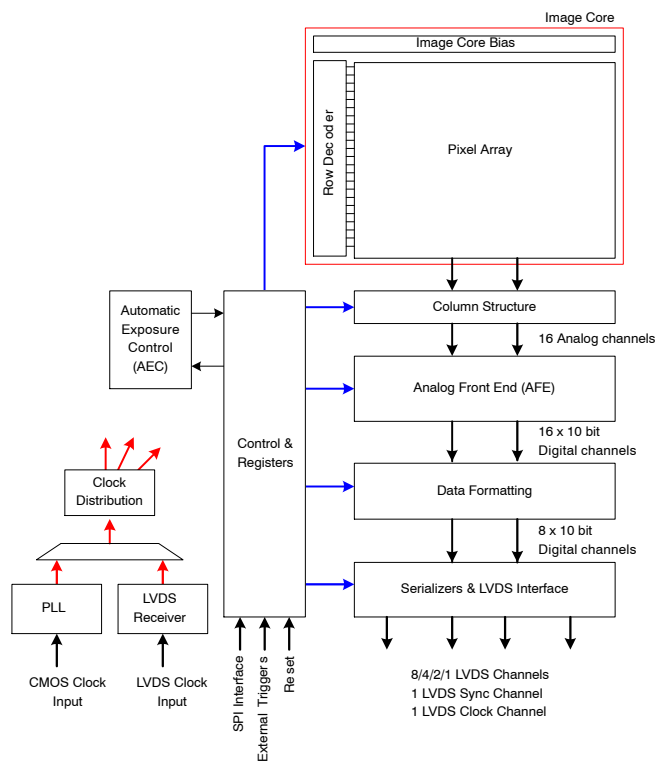 Image Core
Image Core Bias
Row Decoder
Pixel Array
Column Structure
16 Analog channels
Automatic
Exposure
Control
(AEC)
Analog Front End (AFE)
16 x 10 bit
Digital channels
Control &
Registers
Clock
Distribution
Data Formatting
8 x 10 bit
Digital channels
PLL
LVDS
Receiver
Serializers & LVDS Interface
CMOS Clock
Input
LVDS Clock
Input
SPI Interface
External Triggers
Reset
8/4/2/1 LVDS Channels
1 LVDS Sync Channel
1 LVDS Clock Channel